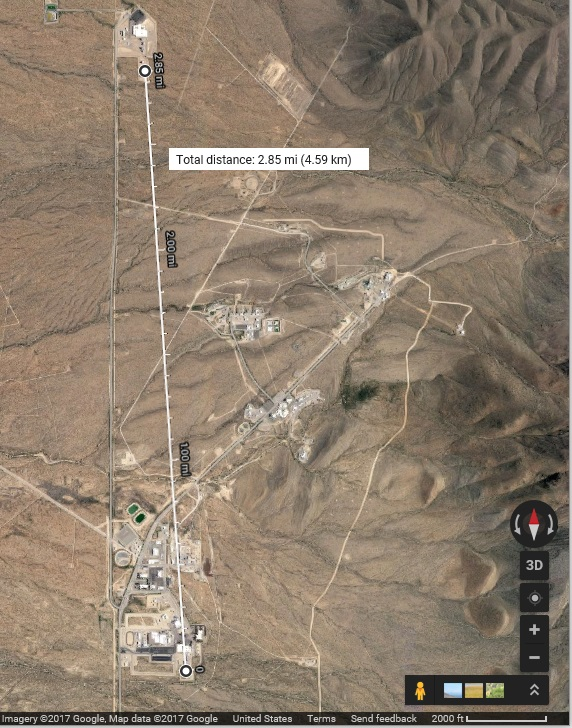 2.85 mi
Total distance: 2.85 mi (4.59 km)
2.00 mi
1.00 mi
0
3D
+
−
Imagery ©2017 Google, Map data ©2017 Google United States Terms Send feedback 2000 ft